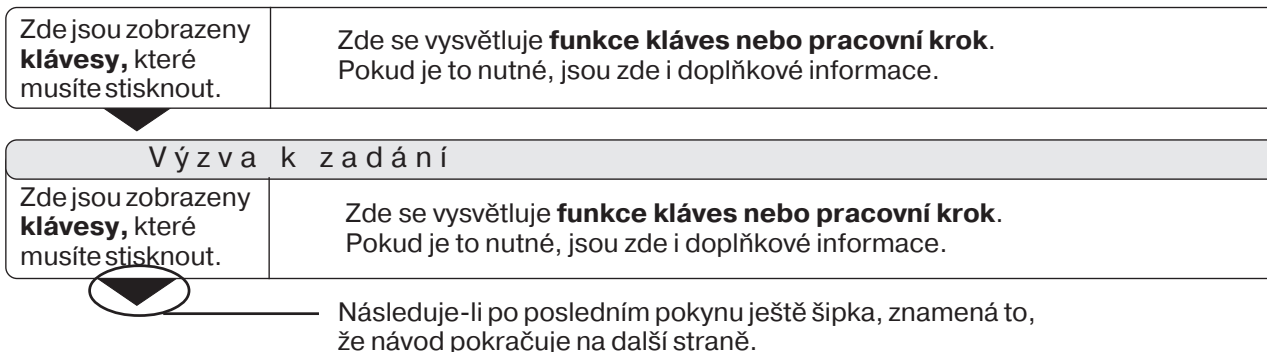 Zde jsou zobrazeny
klávesy, které
musíte stisknout.
Zde se vysvětluje funkce kláves nebo pracovní krok.
Pokud je to nutné, jsou zde i doplňkové informace.
Výzva k zadání
Zde jsou zobrazeny
klávesy, které
musíte stisknout.
Zde se vysvětluje funkce kláves nebo pracovní krok.
Pokud je to nutné, jsou zde i doplňkové informace.
Následuje-li po posledním pokynu ještě šipka, znamená to,
že návod pokračuje na další straně.